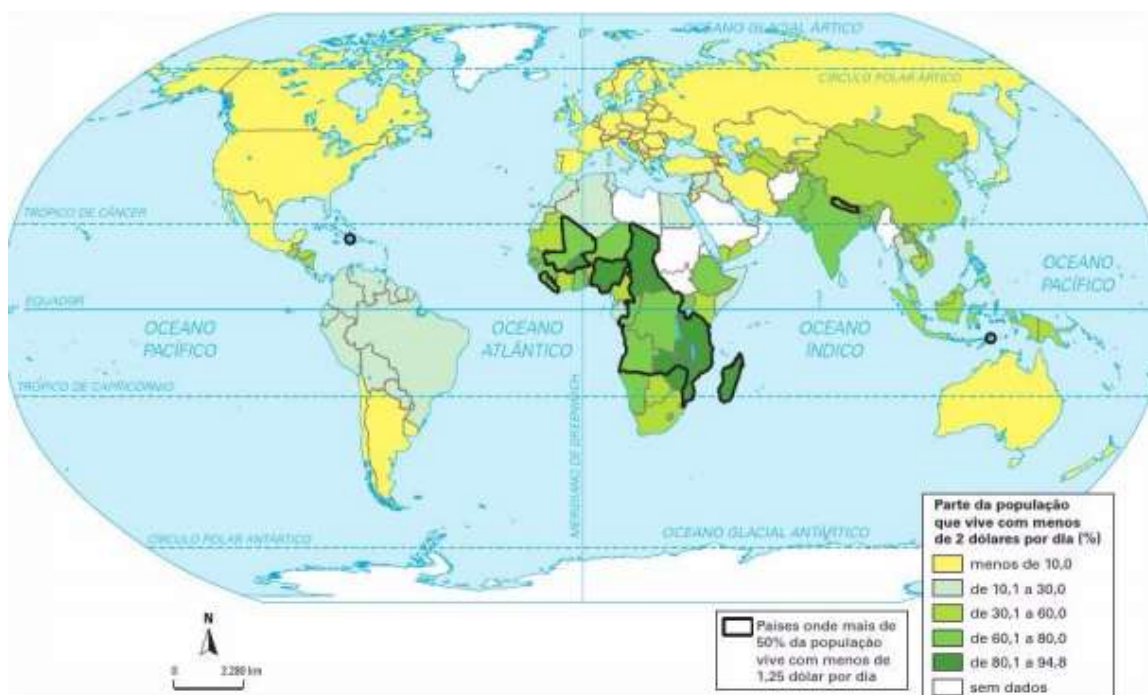 OCEANO GLACIAL ÁRTICO
CÍRCULO POLAR ÁRTICO
TRÓPICO DE CÂNCER
OCEANO
PACÍFICO
EQUADOR
OCEANO
PACÍFICO
OCEANO
ATLÂNTICO
OCEANO
ÍNDICO
TRÓPICO DE CAPRICÓRNIO
MERIDIANO DE GREENWICH
CÍRCULO POLAR ANTÁRTICO
OCEANO GLACIAL ANTÁRTICO
N
0 2.280 km
Países onde mais de
50% da população
vive com menos de
1,25 dólar por dia
Parte da população
que vive com menos
de 2 dólares por dia (%)
menos de 10,0
de 10,1 a 30,0
de 30,1 a 60,0
de 60,1 a 80,0
de 80,1 a 94,8
sem dados